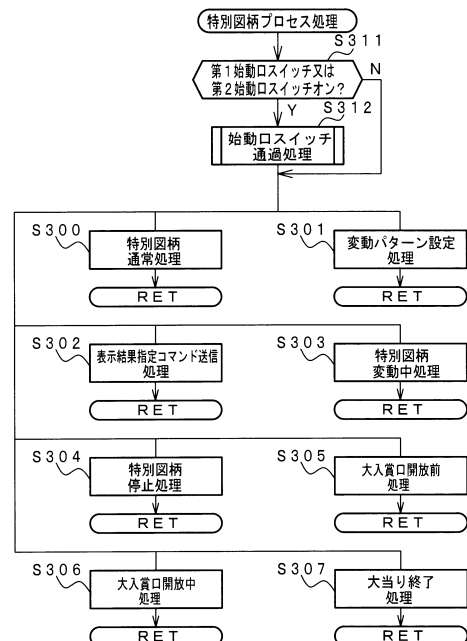 特別図柄プロセス処理
S311
第1始動口スイッチ又は
第2始動口スイッチオン?
N
Y
S312
始動口スイッチ
通過処理
S300
特別図柄
通常処理
RET
S301
変動パターン設定
処理
RET
S302
表示結果指定コマンド送信
処理
RET
S303
特別図柄
変動中処理
RET
S304
特別図柄
停止処理
RET
S305
大入賞口開放前
処理
RET
S306
大入賞口開放中
処理
RET
S307
大当り終了
処理
RET